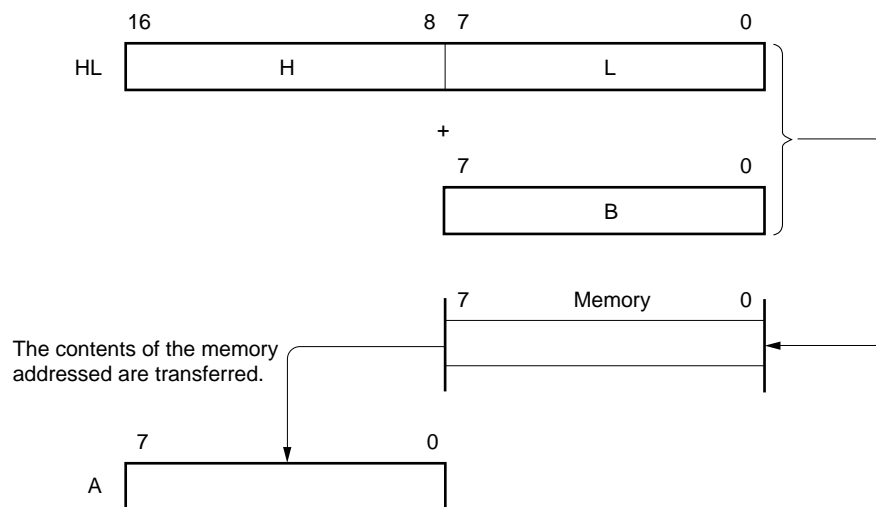 16 8 7 0
HL H L
+
7 0
B
7 Memory 0
The contents of the memory
addressed are transferred.
7 0
A